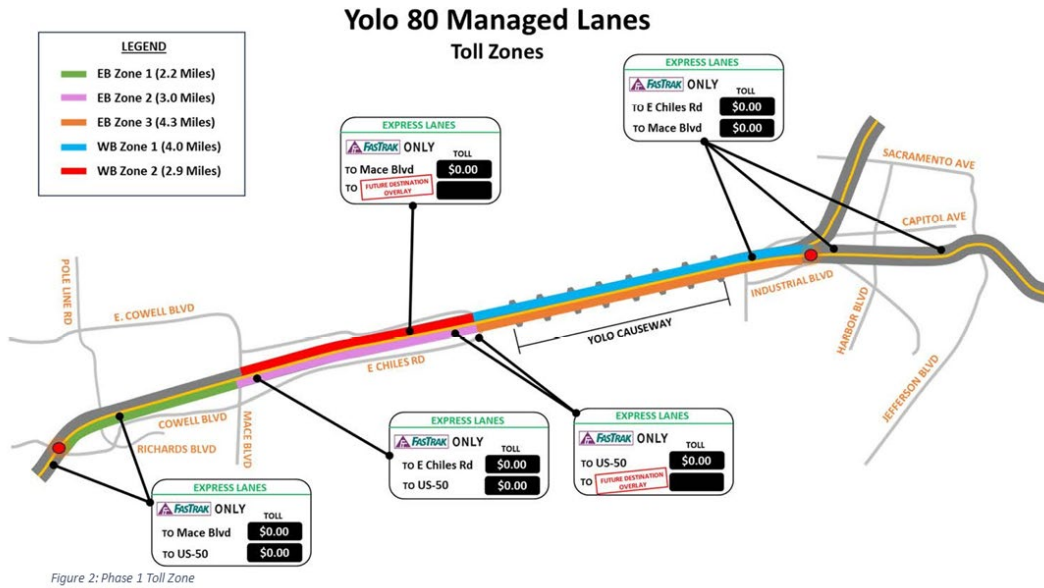 Yolo 80 Managed Lanes
Toll Zones
LEGEND
EB Zone 1 (2.2 Miles)
EB Zone 2 (3.0 Miles)
EB Zone 3 (4.3 Miles)
WB Zone 1 (4.0 Miles)
WB Zone 2 (2.9 Miles)
EXPRESS LANES
FASTRAK ONLY
TOLL
TO E Chiles Rd $0.00
TO Mace Blvd $0.00
EXPRESS LANES
FASTRAK ONLY
TOLL
TO Mace Blvd $0.00
TO FUTURE DESTINATION
OVERLAY
SACRAMENTO AVE
CAPITOL AVE
POLE LINE RD
E. COWELL BLVD
INDUSTRIAL BLVD
HARBOR BLVD
JEFFERSON BLVD
YOLO CAUSEWAY
E CHILES RD
COWELL BLVD
MACE BLVD
RICHARDS BLVD
EXPRESS LANES
FASTRAK ONLY
TOLL
TO E Chiles Rd $0.00
TO US-50 $0.00
EXPRESS LANES
FASTRAK ONLY
TOLL
TO US-50 $0.00
TO FUTURE DESTINATION
OVERLAY
EXPRESS LANES
FASTRAK ONLY
TOLL
TO Mace Blvd $0.00
TO US-50 $0.00
Figure 2: Phase 1 Toll Zone